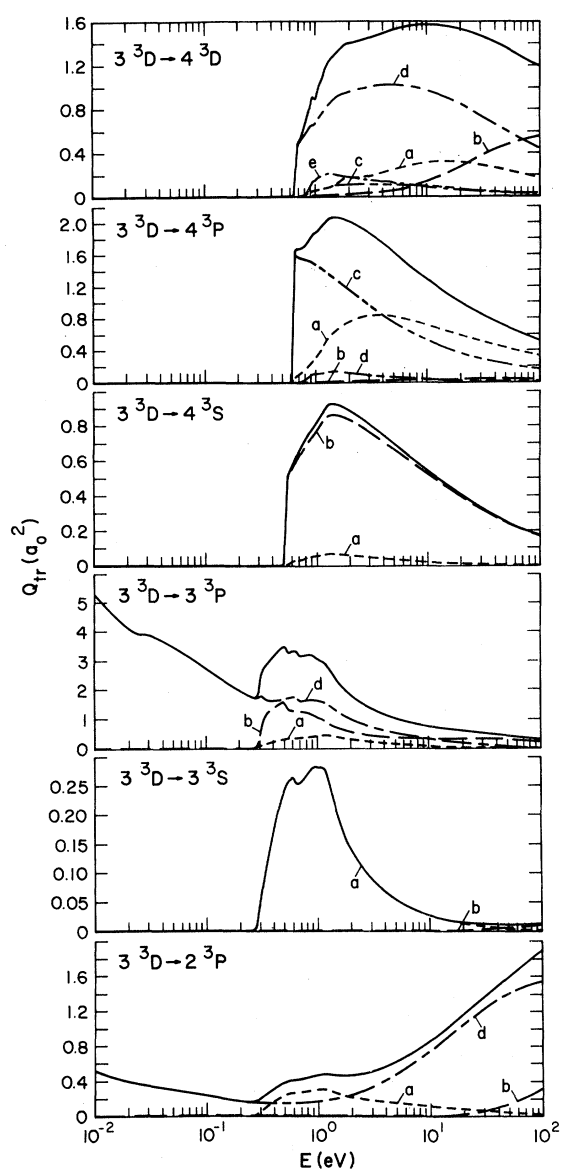 1.6
1.2
0.8
0.4
0
3 ³D → 4 ³D
d
b
a
e
c
2.0
1.6
1.2
0.8
0.4
0
3 ³D → 4 ³P
c
a
b
d
0.8
0.6
0.4
0.2
0
3 ³D → 4 ³S
b
a
Qtr (a₀²)
5
4
3
2
1
0
3 ³D → 3 ³P
d
b
a
0.25
0.20
0.15
0.10
0.05
0
3 ³D → 3 ³S
a
b
1.6
1.2
0.8
0.4
0
3 ³D → 2 ³P
d
a
b
10⁻² 10⁻¹ 10⁰ 10¹ 10²
E (eV)